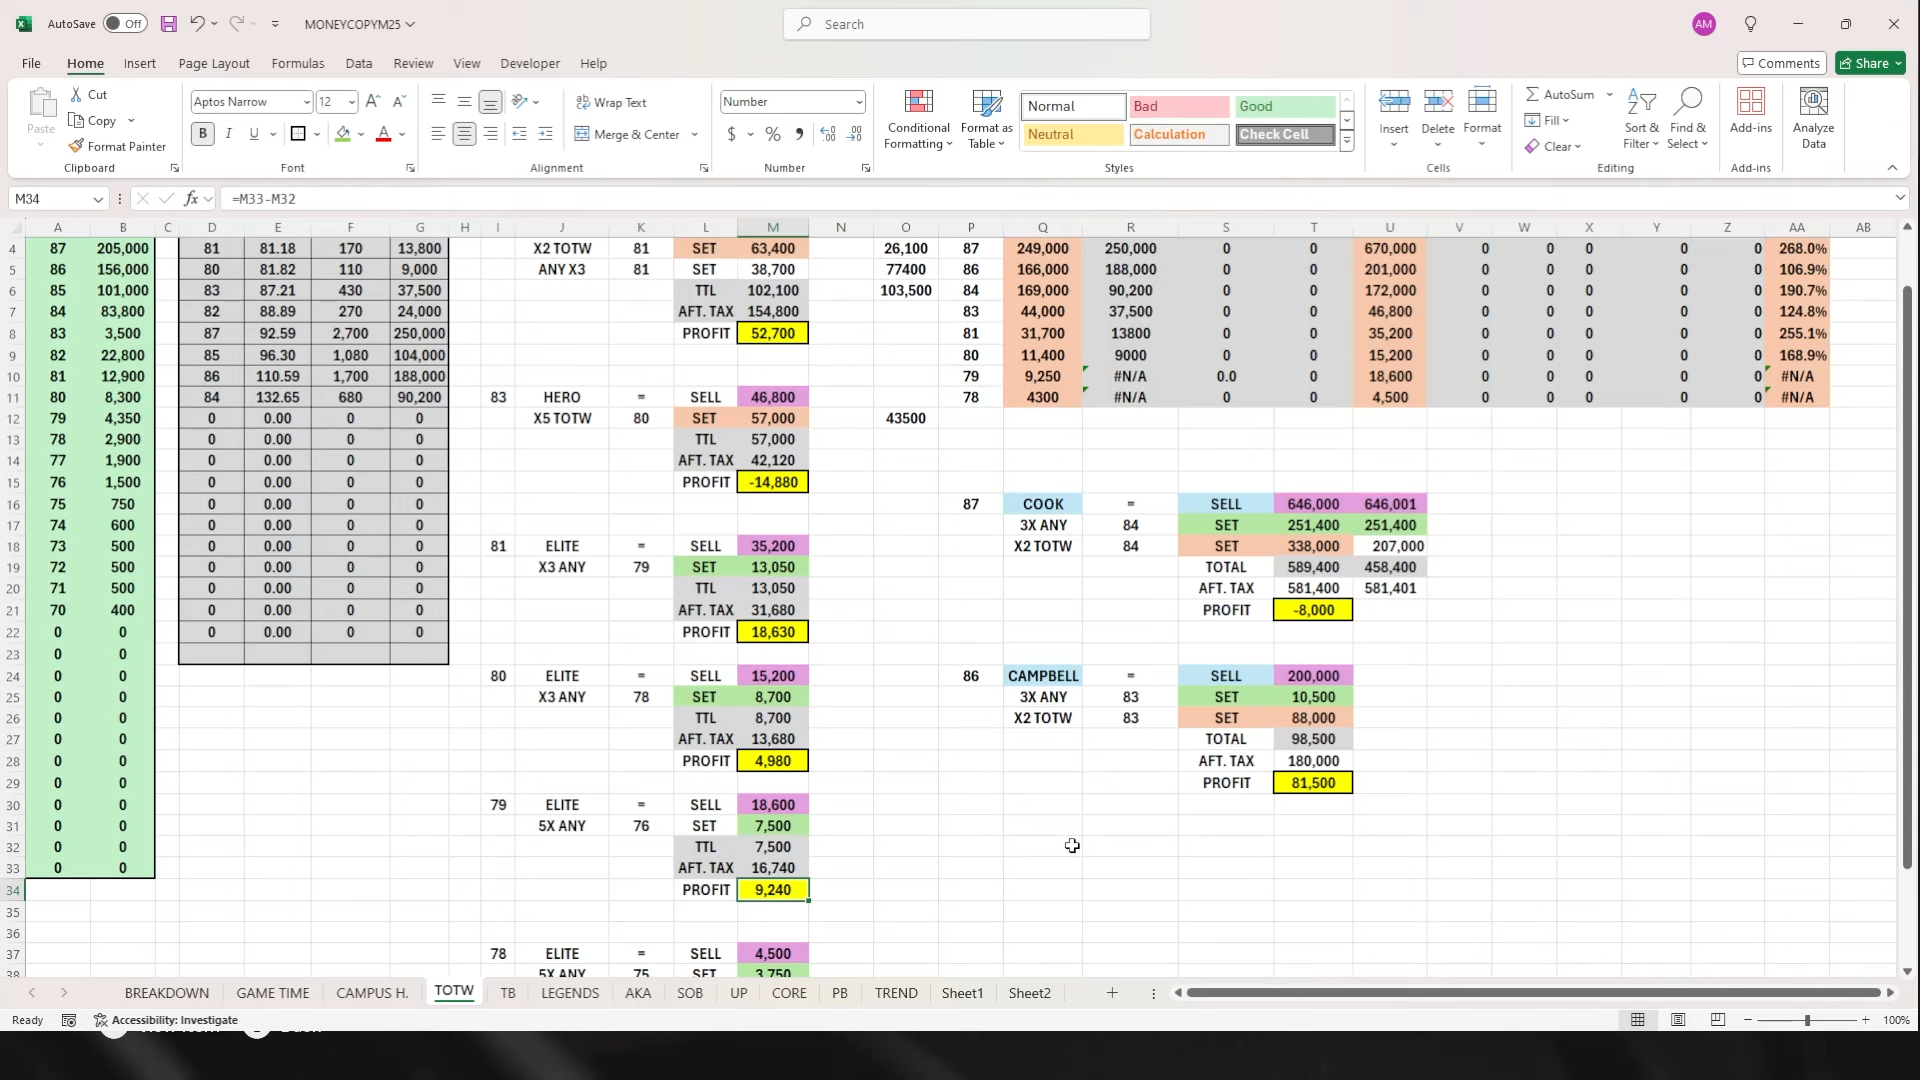 AutoSave Off MONEYCOPYM25 Search AM
File Home Insert Page Layout Formulas Data Review View Developer Help Comments Share
Paste Cut Copy Format Painter Clipboard
Aptos Narrow 12 B I U Font
Wrap Text Merge & Center Alignment
Number $ % Number
Conditional Formatting Format as Table
Normal Bad Good
Neutral Calculation Check Cell
Styles
Insert Delete Format Cells
AutoSum Fill Clear Sort & Filter Find & Select Editing
Add-ins Add-ins
Analyze Data
M34 fx =M33-M32
A B C D E F G H I J K L M N O P Q R S T U V W X Y Z AA AB
4 87 205,000 81 81.18 170 13,800 X2 TOTW 81 SET 63,400 26,100 87 249,000 250,000 0 0 670,000 0 0 0 0 0 268.0%
5 86 156,000 80 81.82 110 9,000 ANY X3 81 SET 38,700 77400 86 166,000 188,000 0 0 201,000 0 0 0 0 0 106.9%
6 85 101,000 83 87.21 430 37,500 TTL 102,100 103,500 84 169,000 90,200 0 0 172,000 0 0 0 0 0 190.7%
7 84 83,800 82 88.89 270 24,000 AFT. TAX 154,800 83 44,000 37,500 0 0 46,800 0 0 0 0 0 124.8%
8 83 3,500 87 92.59 2,700 250,000 PROFIT 52,700 81 31,700 13800 0 0 35,200 0 0 0 0 0 255.1%
9 82 22,800 85 96.30 1,080 104,000 80 11,400 9000 0 0 15,200 0 0 0 0 0 168.9%
10 81 12,900 86 110.59 1,700 188,000 79 9,250 #N/A 0.0 0 18,600 0 0 0 0 0 #N/A
11 80 8,300 84 132.65 680 90,200 83 HERO = SELL 46,800 78 4300 #N/A 0 0 4,500 0 0 0 0 0 #N/A
12 79 4,350 0 0.00 0 0 X5 TOTW 80 SET 57,000 43500
13 78 2,900 0 0.00 0 0 TTL 57,000
14 77 1,900 0 0.00 0 0 AFT. TAX 42,120
15 76 1,500 0 0.00 0 0 PROFIT -14,880
16 75 750 0 0.00 0 0 87 COOK = SELL 646,000 646,001
17 74 600 0 0.00 0 0 3X ANY 84 SET 251,400 251,400
18 73 500 0 0.00 0 0 81 ELITE = SELL 35,200 X2 TOTW 84 SET 338,000 207,000
19 72 500 0 0.00 0 0 X3 ANY 79 SET 13,050 TOTAL 589,400 458,400
20 71 500 0 0.00 0 0 TTL 13,050 AFT. TAX 581,400 581,401
21 70 400 0 0.00 0 0 AFT. TAX 31,680 PROFIT -8,000
22 0 0 0 0.00 0 0 PROFIT 18,630
23 0 0
24 0 0 80 ELITE = SELL 15,200 86 CAMPBELL = SELL 200,000
25 0 0 X3 ANY 78 SET 8,700 3X ANY 83 SET 10,500
26 0 0 TTL 8,700 X2 TOTW 83 SET 88,000
27 0 0 AFT. TAX 13,680 TOTAL 98,500
28 0 0 PROFIT 4,980 AFT. TAX 180,000
29 0 0 PROFIT 81,500
30 0 0 79 ELITE = SELL 18,600
31 0 0 5X ANY 76 SET 7,500
32 0 0 TTL 7,500
33 0 0 AFT. TAX 16,740
34 PROFIT 9,240
35
36
37 78 ELITE = SELL 4,500
38 5X ANY 75 SET 3,750
BREAKDOWN GAME TIME CAMPUS H. TOTW TB LEGENDS AKA SOB UP CORE PB TREND Sheet1 Sheet2
Ready Accessibility: Investigate 100%